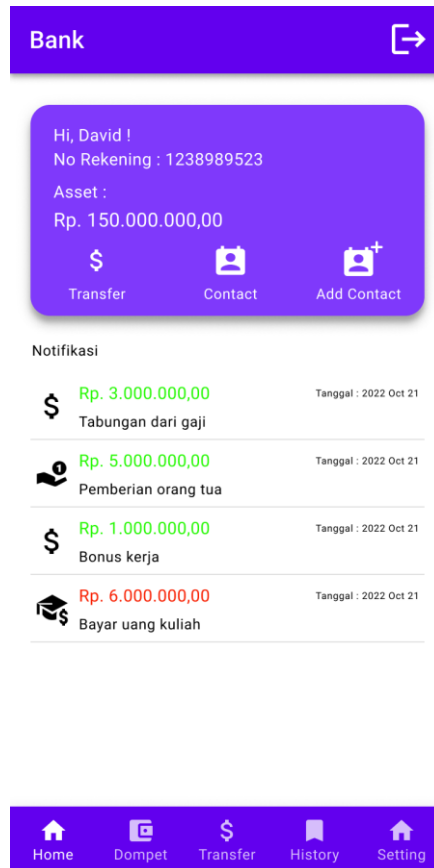 Bank
Hi, David !
No Rekening : 1238989523
Asset :
Rp. 150.000.000,00
Transfer Contact Add Contact
Notifikasi
Rp. 3.000.000,00 Tanggal : 2022 Oct 21
Tabungan dari gaji
Rp. 5.000.000,00 Tanggal : 2022 Oct 21
Pemberian orang tua
Rp. 1.000.000,00 Tanggal : 2022 Oct 21
Bonus kerja
Rp. 6.000.000,00 Tanggal : 2022 Oct 21
Bayar uang kuliah
Home Dompet Transfer History Setting